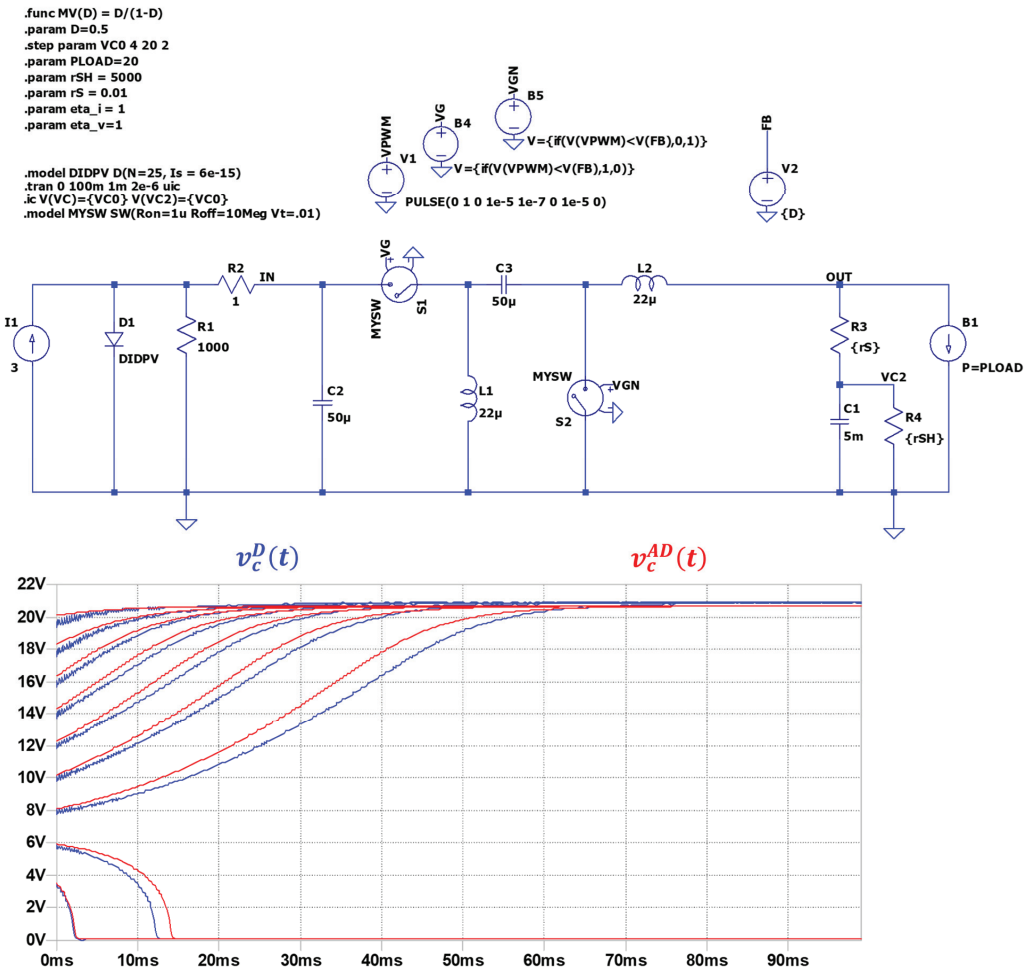 .func MV(D) = D/(1-D)
.param D=0.5
.step param VC0 4 20 2
.param PLOAD=20
.param rSH = 5000
.param rS = 0.01
.param eta_i = 1
.param eta_v=1
.model DIDPV D(N=25, Is = 6e-15)
.tran 0 100m 1m 2e-6 uic
.ic V(VC)={VC0} V(VC2)={VC0}
.model MYSW SW(Ron=1u Roff=10Meg Vt=.01)
VPWM
V1
PULSE(0 1 0 1e-5 1e-7 0 1e-5 0)
VG
B4
V={if(V(VPWM)<V(FB),1,0)}
VGN
B5
V={if(V(VPWM)<V(FB),0,1)}
FB
V2
{D}
I1
3
D1
DIDPV
R1
1000
R2
1
IN
C2
50µ
VG
MYSW
S1
C3
50µ
L1
22µ
MYSW
VGN
S2
L2
22µ
OUT
R3
{rS}
VC2
C1
5m
R4
{rSH}
B1
P=PLOAD
v_c^D(t)
v_c^AD(t)
22V
20V
18V
16V
14V
12V
10V
8V
6V
4V
2V
0V
0ms 10ms 20ms 30ms 40ms 50ms 60ms 70ms 80ms 90ms